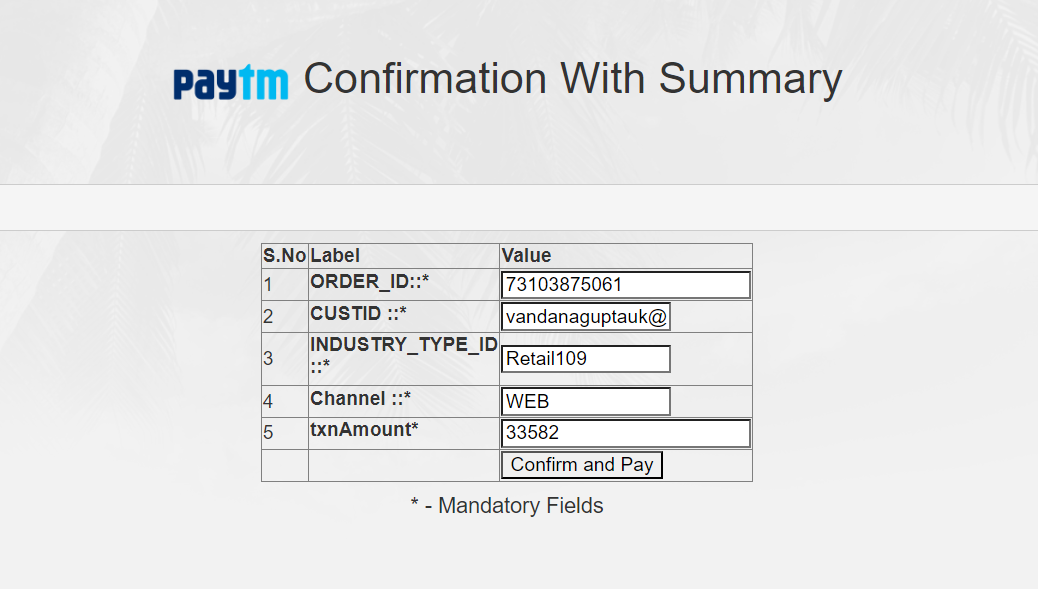 paytm Confirmation With Summary
S.No Label Value
1 ORDER_ID::* 73103875061
2 CUSTID ::* vandanaguptauk@
3 INDUSTRY_TYPE_ID
::* Retail109
4 Channel ::* WEB
5 txnAmount* 33582
Confirm and Pay
* - Mandatory Fields